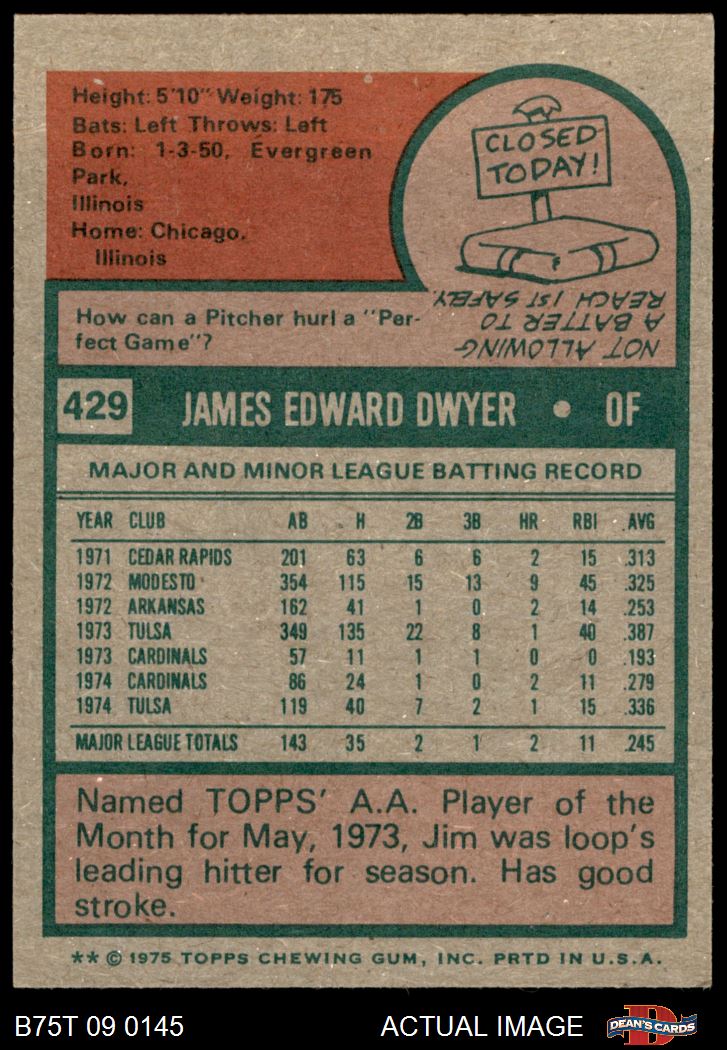 Height: 5'10" Weight: 175
Bats: Left Throws: Left
Born: 1-3-50, Evergreen
Park,
Illinois
Home: Chicago,
Illinois
CLOSED
TODAY!
How can a Pitcher hurl a "Per-
fect Game"?
NOT ALLOWING
A BATTER TO
REACH 1ST SAFELY.
429 JAMES EDWARD DWYER • OF
MAJOR AND MINOR LEAGUE BATTING RECORD
YEAR CLUB AB H 2B 3B HR RBI AVG
1971 CEDAR RAPIDS 201 63 6 6 2 15 .313
1972 MODESTO 354 115 15 13 9 45 .325
1972 ARKANSAS 162 41 1 0 2 14 .253
1973 TULSA 349 135 22 8 1 40 .387
1973 CARDINALS 57 11 1 1 0 0 .193
1974 CARDINALS 86 24 1 0 2 11 .279
1974 TULSA 119 40 7 2 1 15 .336
MAJOR LEAGUE TOTALS 143 35 2 1 2 11 .245
Named TOPPS' A.A. Player of the
Month for May, 1973, Jim was loop's
leading hitter for season. Has good
stroke.
** © 1975 TOPPS CHEWING GUM, INC. PRTD IN U.S.A.
B75T 09 0145 ACTUAL IMAGE DEAN'S CARDS